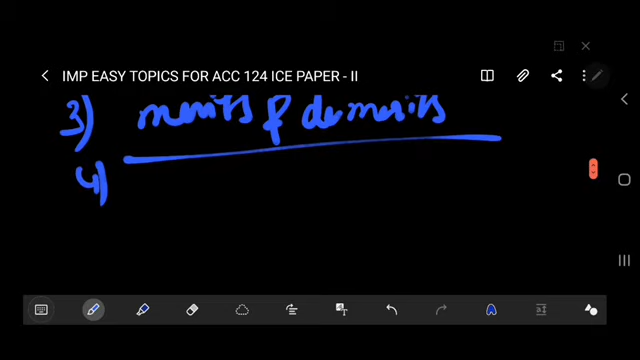 IMP EASY TOPICS FOR ACC 124 ICE PAPER - II
3) merits & demerits
4)